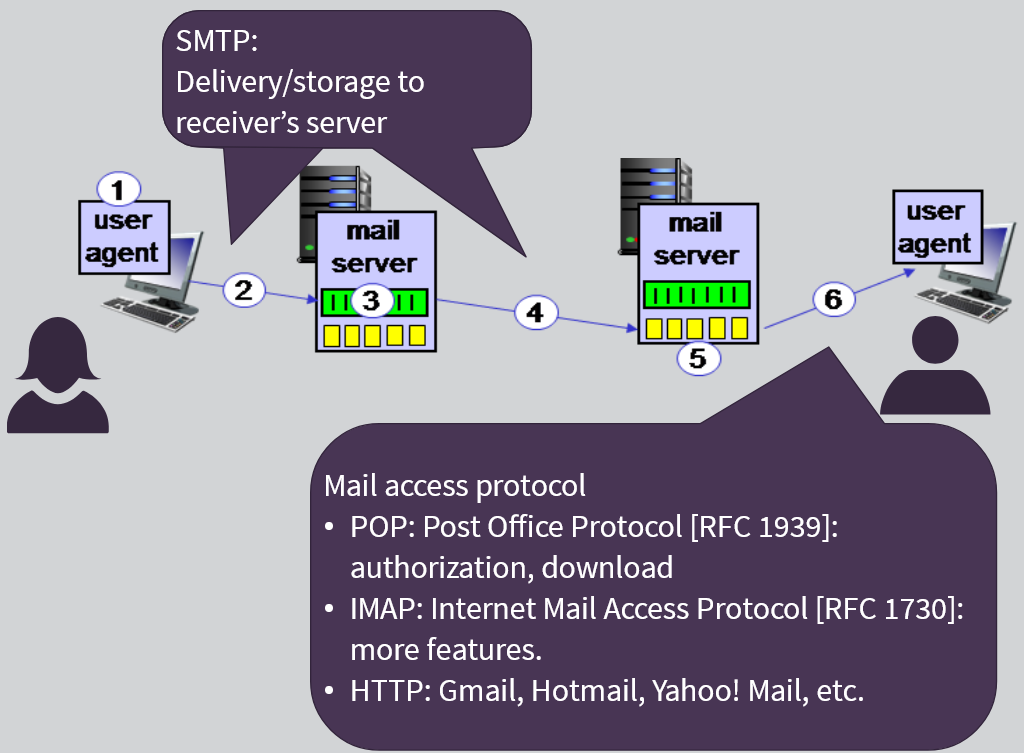 SMTP:
Delivery/storage to
receiver’s server
1
user
agent
2
mail
server
3
4
mail
server
5
6
user
agent
Mail access protocol
• POP: Post Office Protocol [RFC 1939]:
authorization, download
• IMAP: Internet Mail Access Protocol [RFC 1730]:
more features.
• HTTP: Gmail, Hotmail, Yahoo! Mail, etc.